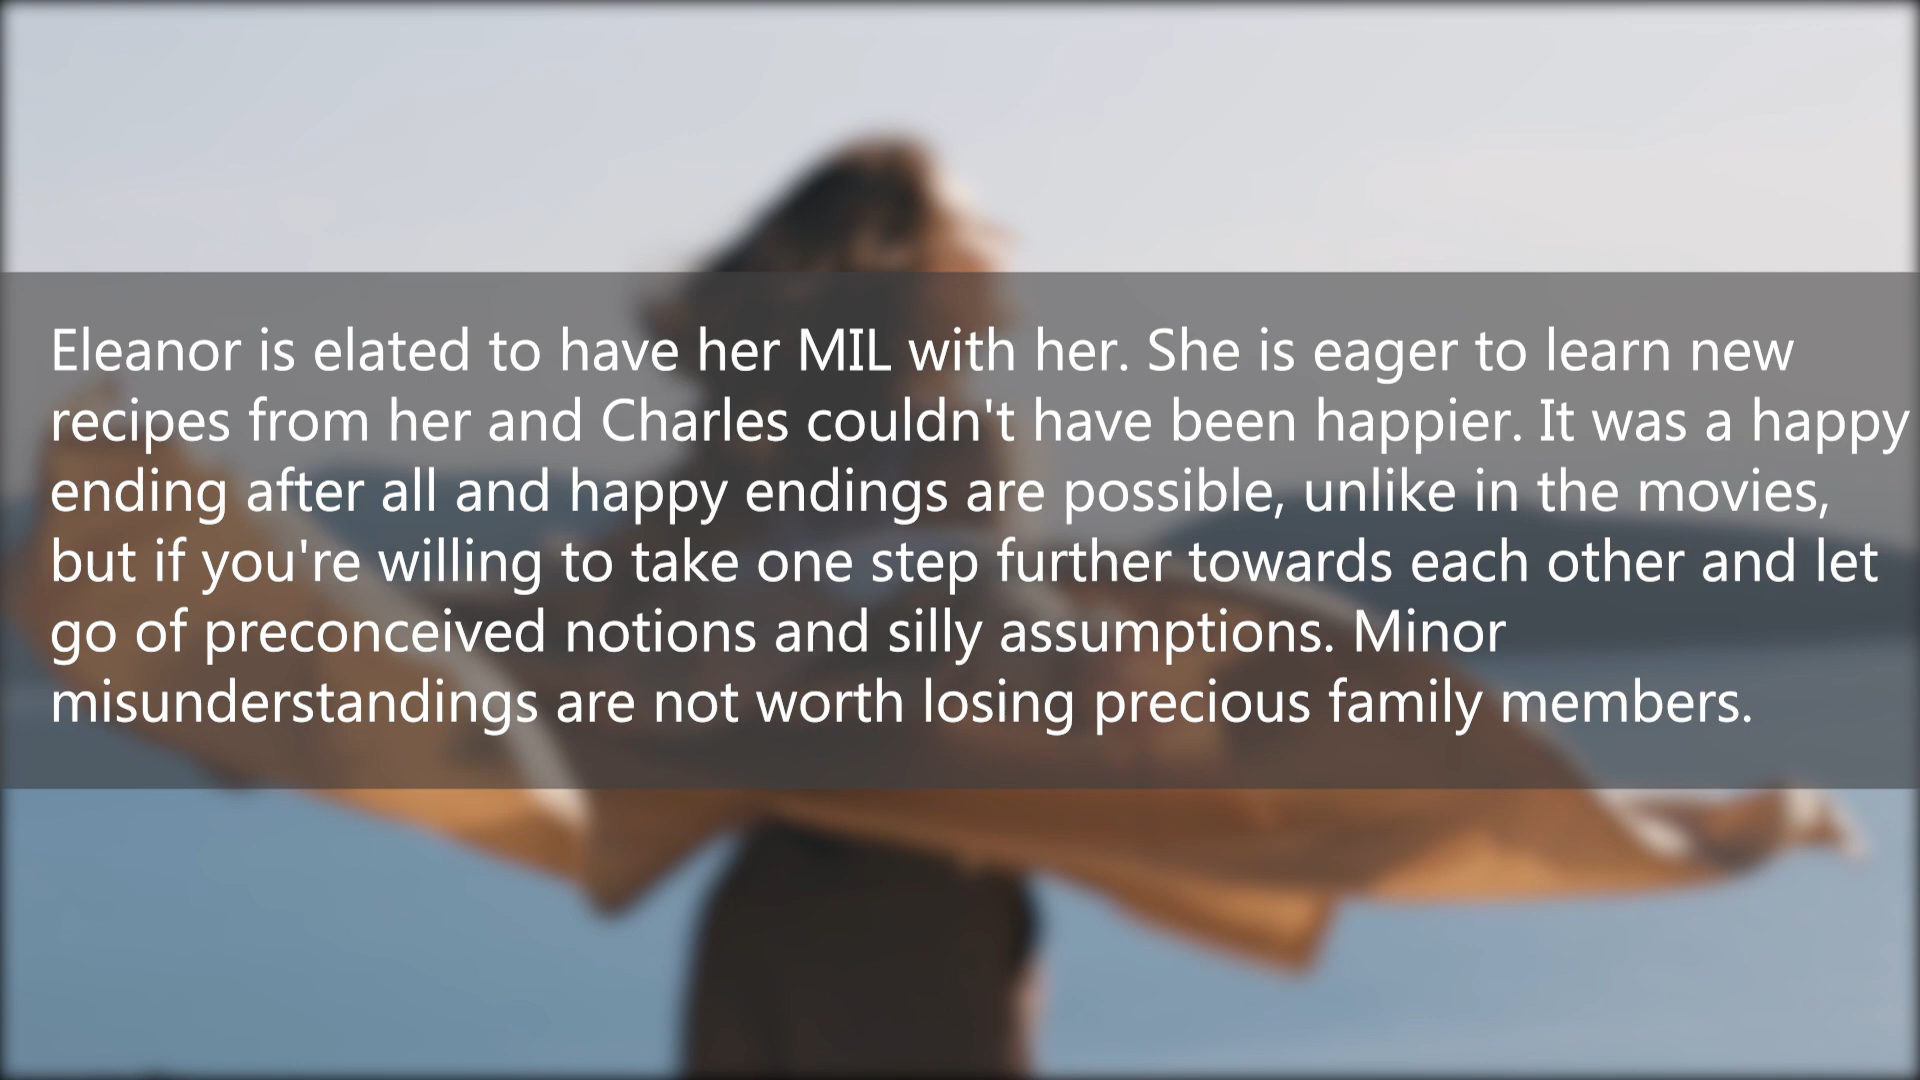 Eleanor is elated to have her MIL with her. She is eager to learn new
recipes from her and Charles couldn't have been happier. It was a happy
ending after all and happy endings are possible, unlike in the movies,
but if you're willing to take one step further towards each other and let
go of preconceived notions and silly assumptions. Minor
misunderstandings are not worth losing precious family members.